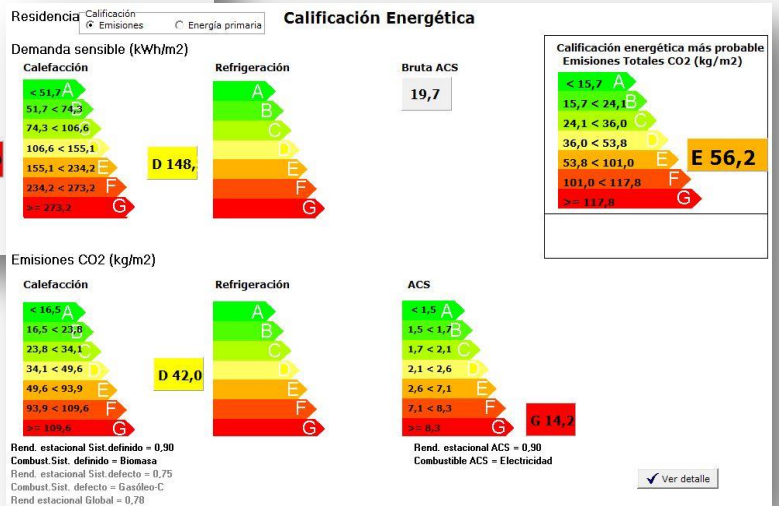 Residencia
Calificación
Emisiones
Energía primaria
Calificación Energética
Demanda sensible (kWh/m2)
Calefacción
< 51,7 A
51,7 < 74,3 B
74,3 < 106,6 C
106,6 < 155,1 D
155,1 < 234,2 E
234,2 < 273,2 F
>= 273,2 G
D 148,
Refrigeración
A
B
C
D
E
F
G
Bruta ACS
19,7
Calificación energética más probable
Emisiones Totales CO2 (kg/m2)
< 15,7 A
15,7 < 24,1 B
24,1 < 36,0 C
36,0 < 53,8 D
53,8 < 101,0 E
101,0 < 117,8 F
>= 117,8 G
E 56,2
Emisiones CO2 (kg/m2)
Calefacción
< 16,5 A
16,5 < 23,8 B
23,8 < 34,1 C
34,1 < 49,6 D
49,6 < 93,9 E
93,9 < 109,6 F
>= 109,6 G
D 42,0
Refrigeración
A
B
C
D
E
F
G
ACS
< 1,5 A
1,5 < 1,7 B
1,7 < 2,1 C
2,1 < 2,6 D
2,6 < 7,1 E
7,1 < 8,3 F
>= 8,3 G
G 14,2
Rend. estacional Sist.definido = 0,90
Combust.Sist. definido = Biomasa
Rend. estacional Sist.defecto = 0,75
Combust.Sist. defecto = Gasóleo-C
Rend estacional Global = 0,78
Rend. estacional ACS = 0,90
Combustible ACS = Electricidad
Ver detalle